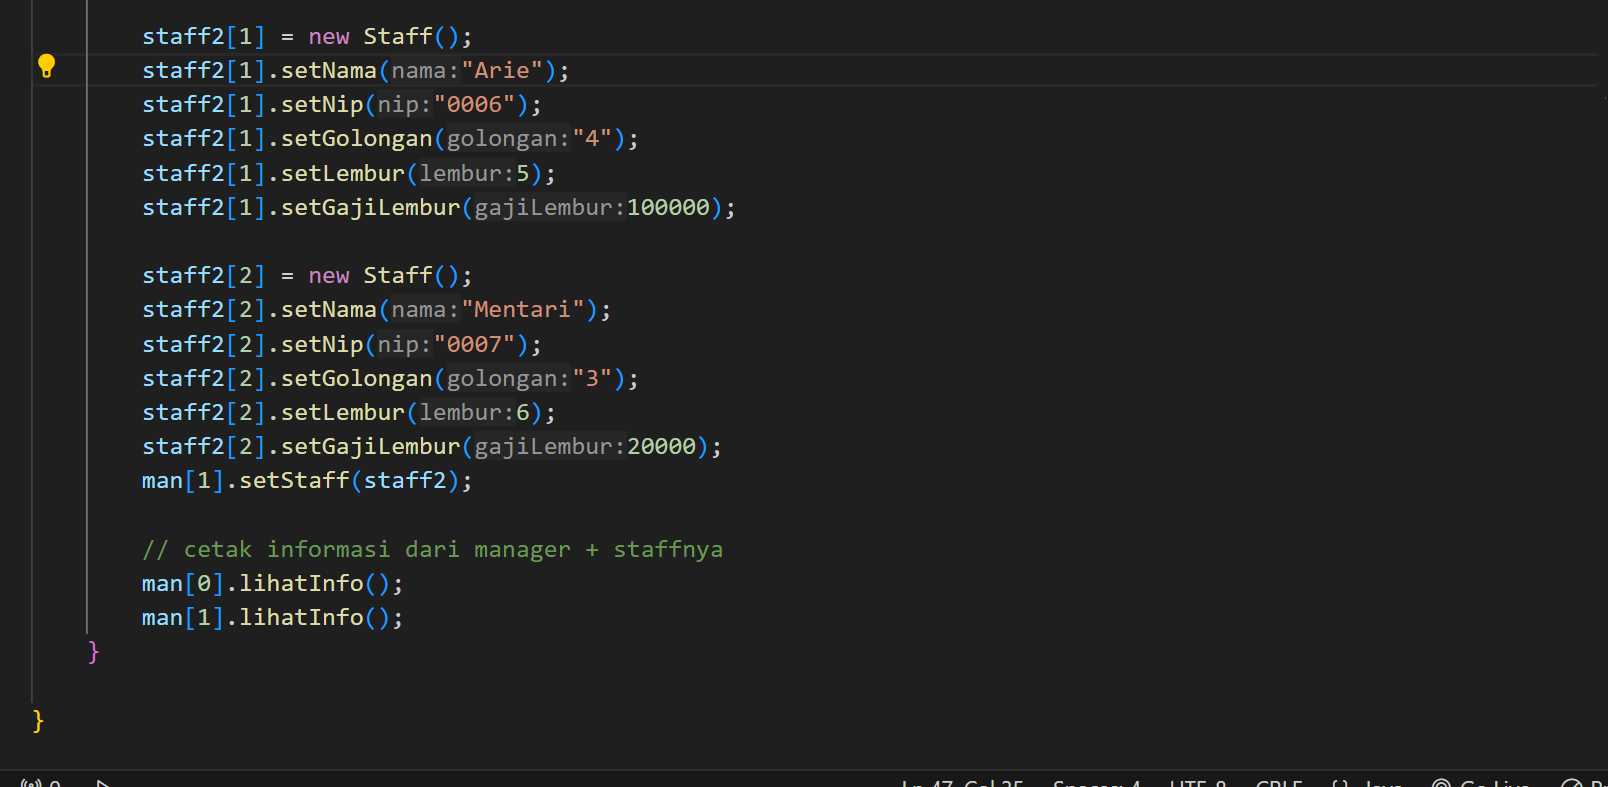 staff2[1] = new Staff();
staff2[1].setNama(nama:"Arie");
staff2[1].setNip(nip:"0006");
staff2[1].setGolongan(golongan:"4");
staff2[1].setLembur(lembur:5);
staff2[1].setGajiLembur(gajiLembur:100000);
staff2[2] = new Staff();
staff2[2].setNama(nama:"Mentari");
staff2[2].setNip(nip:"0007");
staff2[2].setGolongan(golongan:"3");
staff2[2].setLembur(lembur:6);
staff2[2].setGajiLembur(gajiLembur:20000);
man[1].setStaff(staff2);
// cetak informasi dari manager + staffnya
man[0].lihatInfo();
man[1].lihatInfo();
}
}
0 Ln 47, Col 35 Spaces: 4 UTF-8 CRLF {} Java Go Live